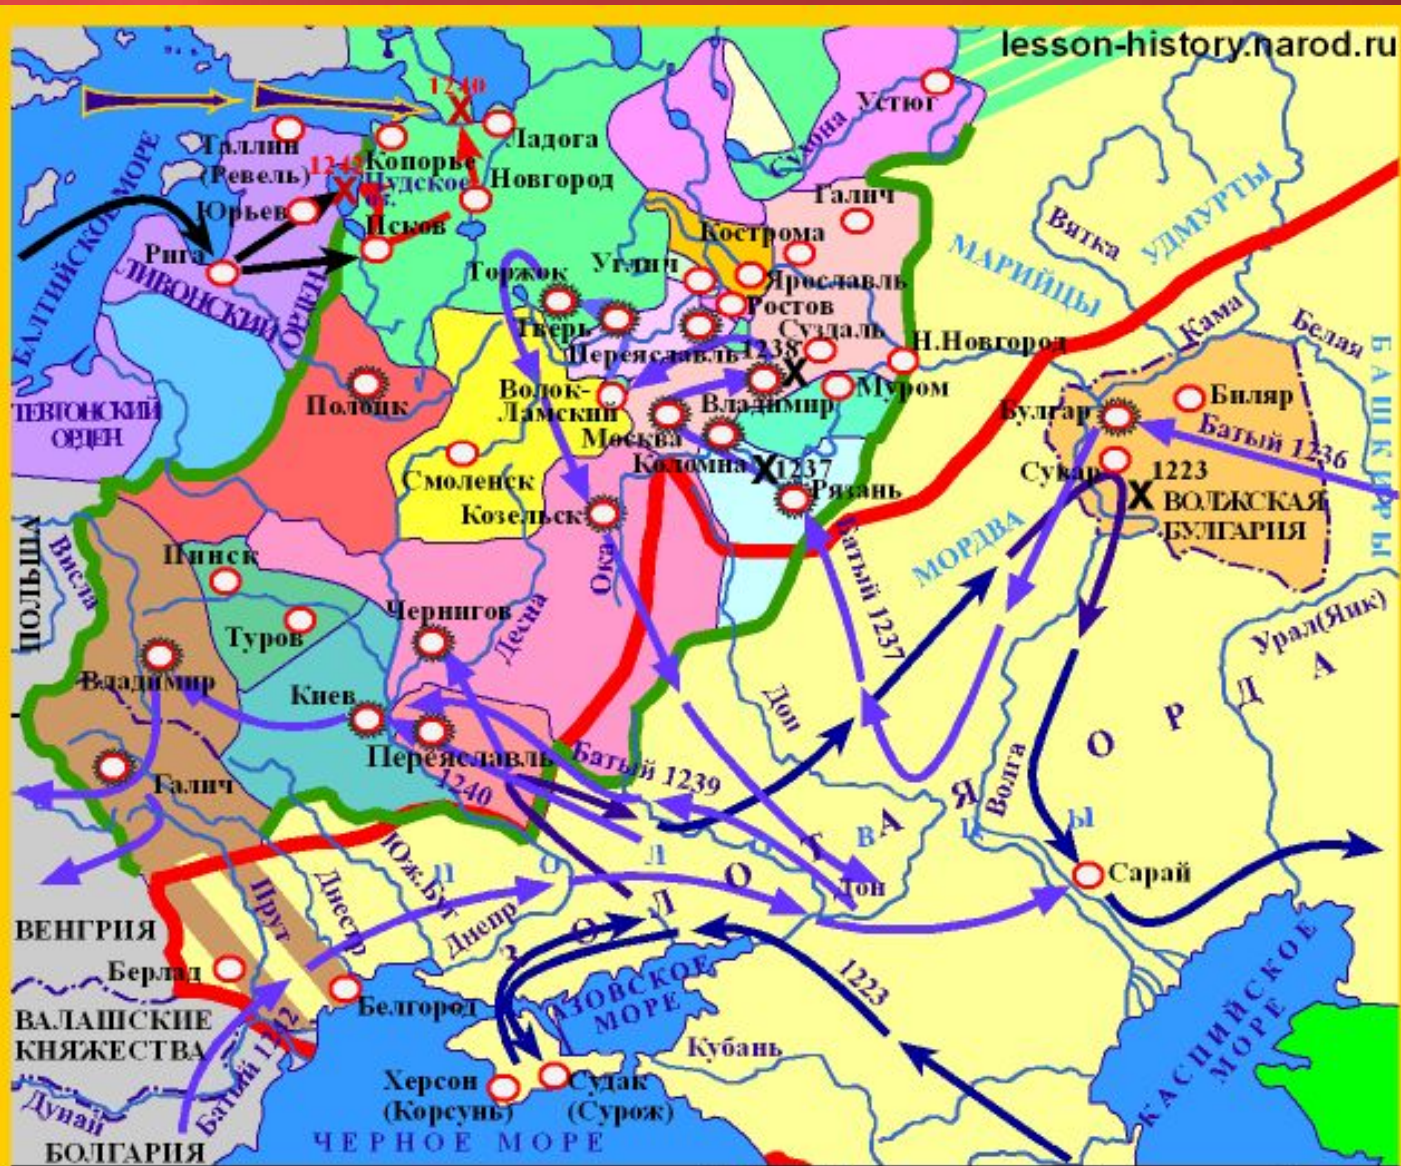 lesson-history.narod.ru
1240
Устюг
Ладога
Таллин
(Ревель)
Копорье
1242
Чудское
оз.
Новгород
Сухона
БАЛТИЙСКОЕ МОРЕ
Юрьев
Псков
Галич
Вятка
УДМУРТЫ
МАРИЙЦЫ
Рига
ЛИВОНСКИЙ
ОРДЕН
Торжок
Углич
Кострома
Ярославль
Ростов
Тверь
Переяславль
Суздаль
1238
Н.Новгород
Кама
Белая
БАШКИРЫ
ТЕВТОНСКИЙ
ОРДЕН
Полоцк
Волок-
Ламский
Владимир
Муром
Москва
Булгар
Биляр
Батый 1236
Смоленск
Коломна
1237
Рязань
Сукар
1223
ВОЛЖСКАЯ
БУЛГАРИЯ
Козельск
Батый 1237
МОРДВА
ПОЛЬША
Висла
Пинск
Ока
Туров
Чернигов
Десна
Урал(Яик)
Владимир
Киев
Дон
Переяславль
1240
Батый 1239
Галич
Волга
ЗОЛОТАЯ ОРДА
ПОЛОВЦЫ
Дон
Сарай
Юж.Буг
Днестр
Прут
Днепр
ВЕНГРИЯ
Берлад
Белгород
АЗОВСКОЕ
МОРЕ
1223
ВАЛАШСКИЕ
КНЯЖЕСТВА
Батый 1242
Кубань
КАСПИЙСКОЕ
МОРЕ
Херсон
(Корсунь)
Судак
(Сурож)
Дунай
БОЛГАРИЯ
ЧЕРНОЕ МОРЕ